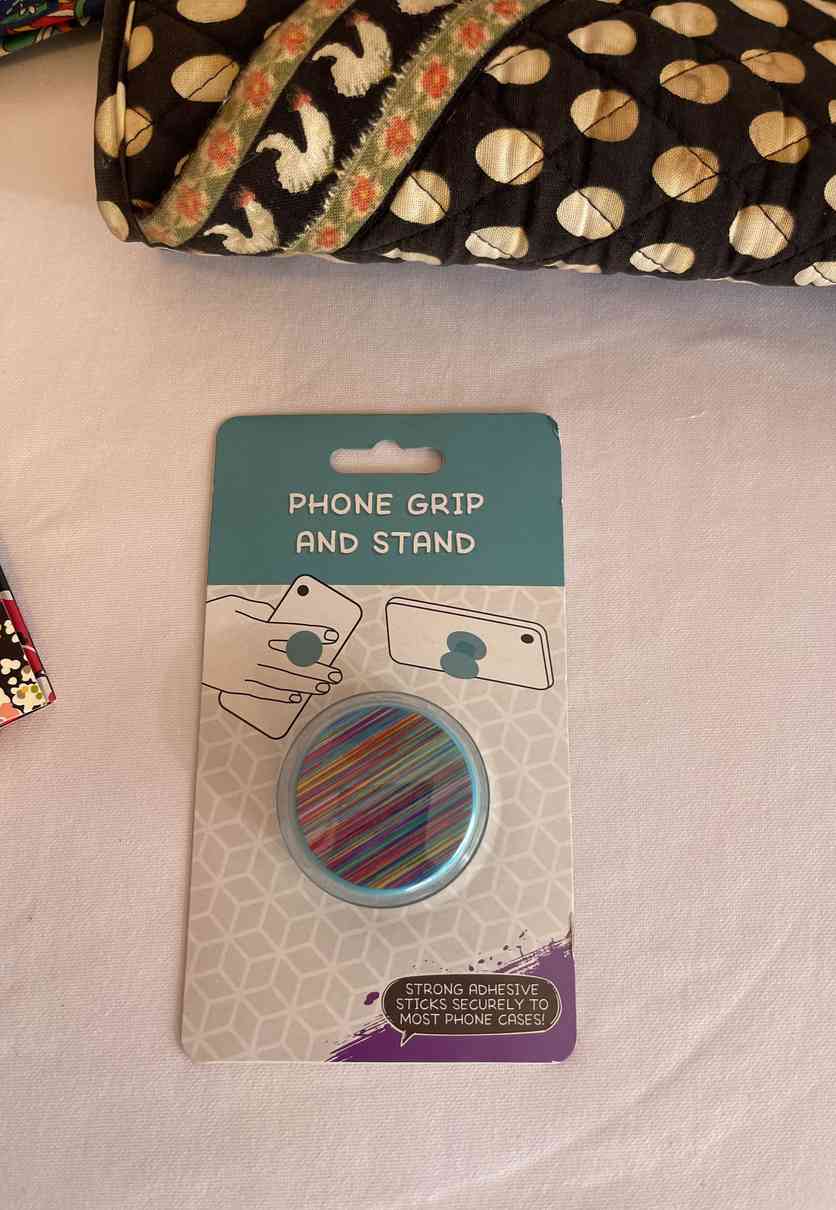 PHONE GRIP
AND STAND
STRONG ADHESIVE
STICKS SECURELY TO
MOST PHONE CASES!